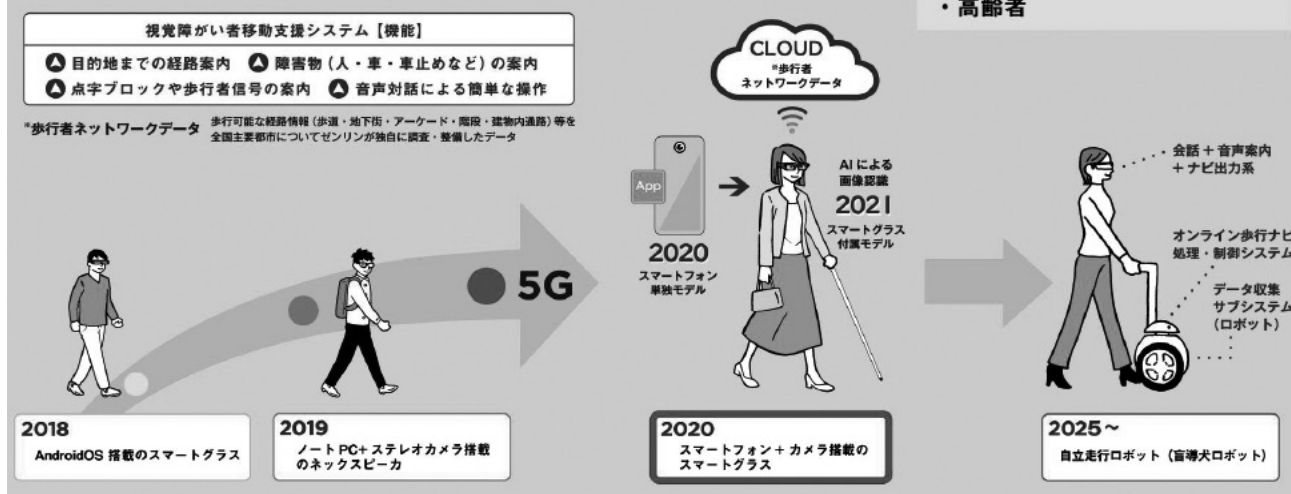 ・高齢者
視覚障がい者移動支援システム【機能】
目的地までの経路案内 障害物（人・車・車止めなど）の案内
点字ブロックや歩行者信号の案内 音声対話による簡単な操作
*歩行者ネットワークデータ
歩行可能な経路情報（歩道・地下街・アーケード・階段・建物内通路）等を
全国主要都市についてゼンリンが独自に調査・整備したデータ
CLOUD
*歩行者
ネットワークデータ
App
2020
スマートフォン
単独モデル
AIによる
画像認識
2021
スマートグラス
付属モデル
5G
会話＋音声案内
＋ナビ出力系
オンライン歩行ナビ
処理・制御システム
データ収集
サブシステム
（ロボット）
2018
AndroidOS 搭載のスマートグラス
2019
ノートPC+ステレオカメラ搭載
のネックスピーカ
2020
スマートフォン＋カメラ搭載の
スマートグラス
2025～
自立走行ロボット（盲導犬ロボット）